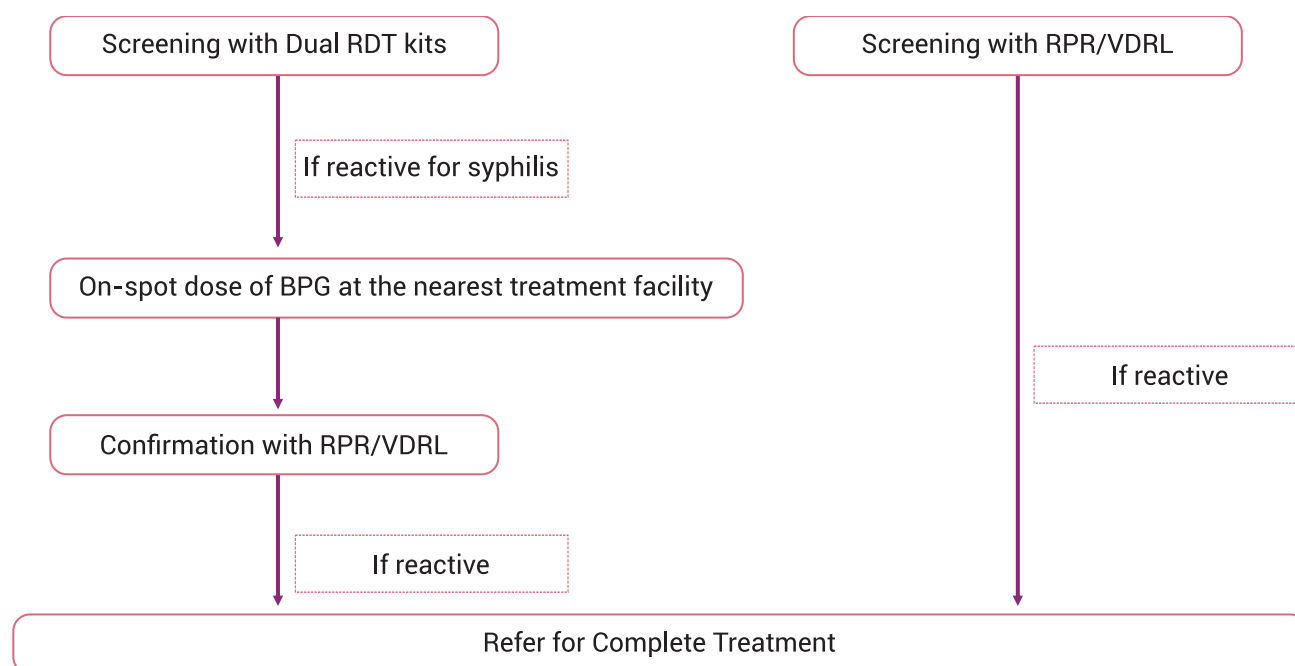 Screening with Dual RDT kits
Screening with RPR/VDRL
If reactive for syphilis
On-spot dose of BPG at the nearest treatment facility
If reactive
Confirmation with RPR/VDRL
If reactive
Refer for Complete Treatment